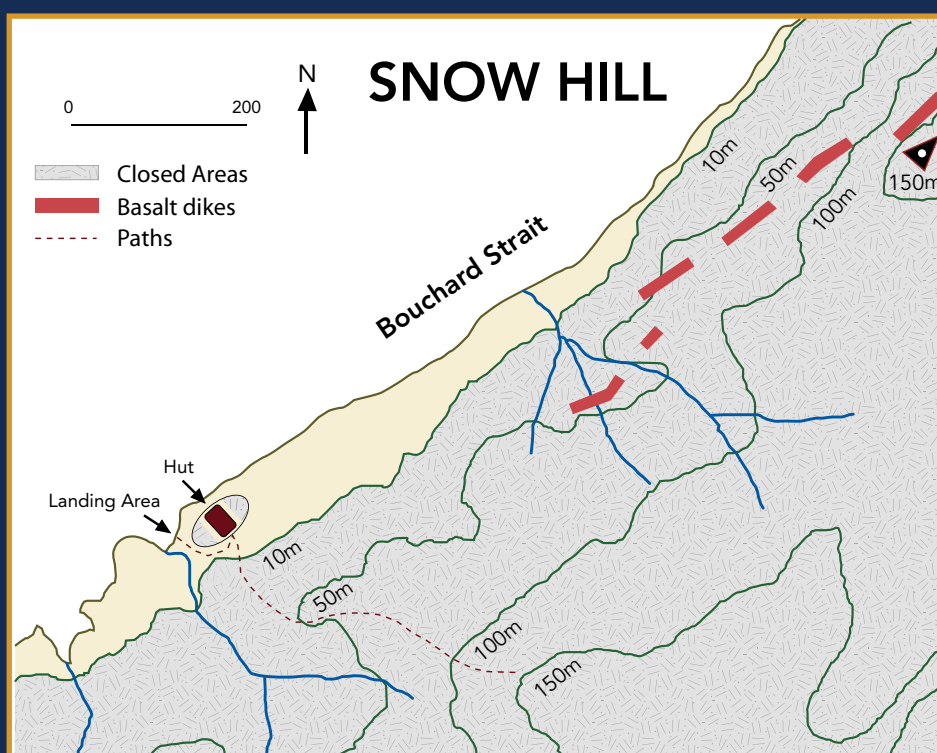 SNOW HILL
N
0 200
Closed Areas
Basalt dikes
Paths
Bouchard Strait
10m
50m
100m
150m
Hut
Landing Area
10m
50m
100m
150m